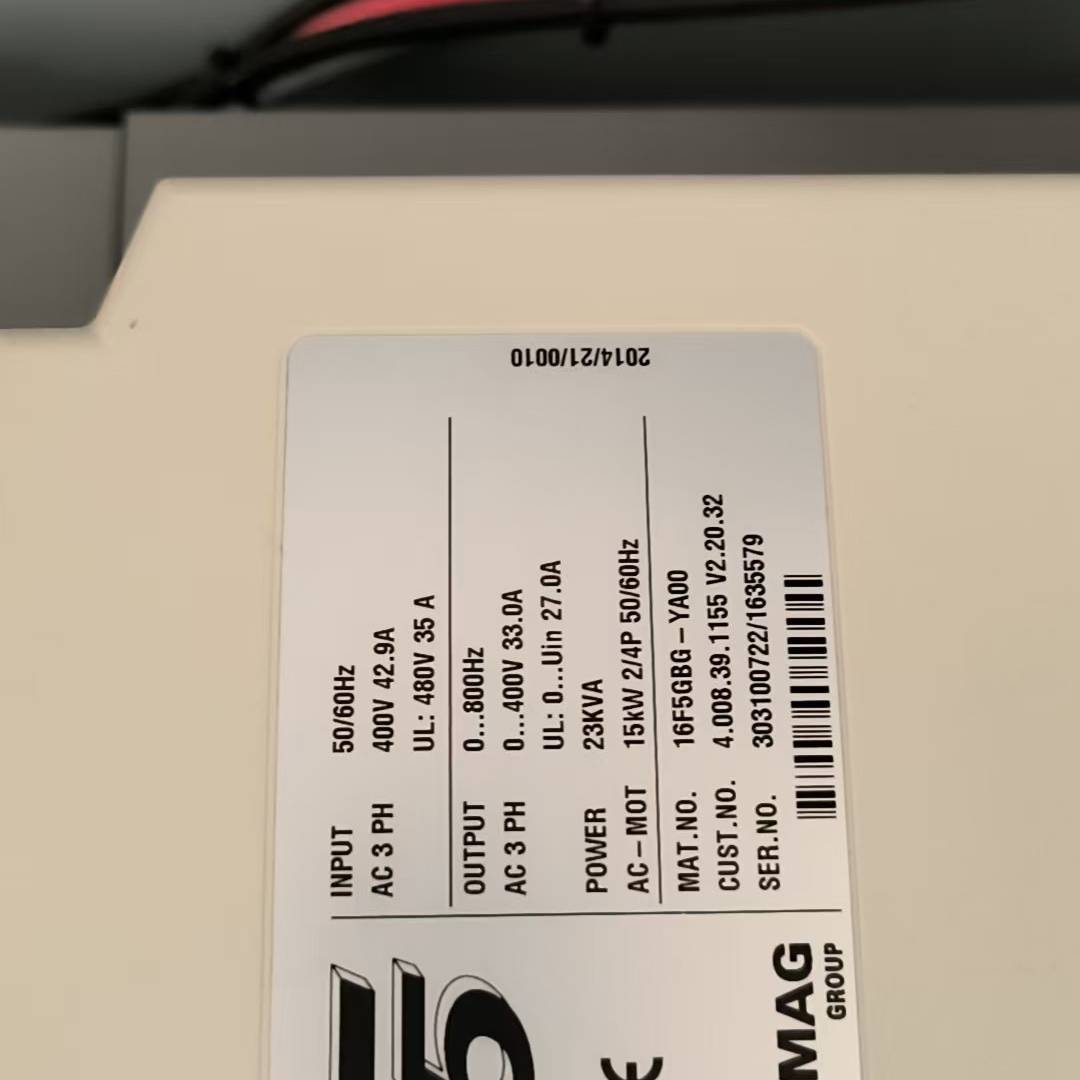 2014/21/0010
INPUT 50/60Hz
AC 3 PH 400V 42.9A
UL: 480V 35 A
OUTPUT 0...800Hz
AC 3 PH 0...400V 33.0A
UL: 0...Uin 27.0A
POWER 23KVA
AC – MOT 15kW 2/4P 50/60Hz
MAT.NO. 16F5GBG – YA00
CUST.NO. 4.008.39.1155 V2.20.32
SER.NO. 303100722/1635579
5
CE
MAG
GROUP